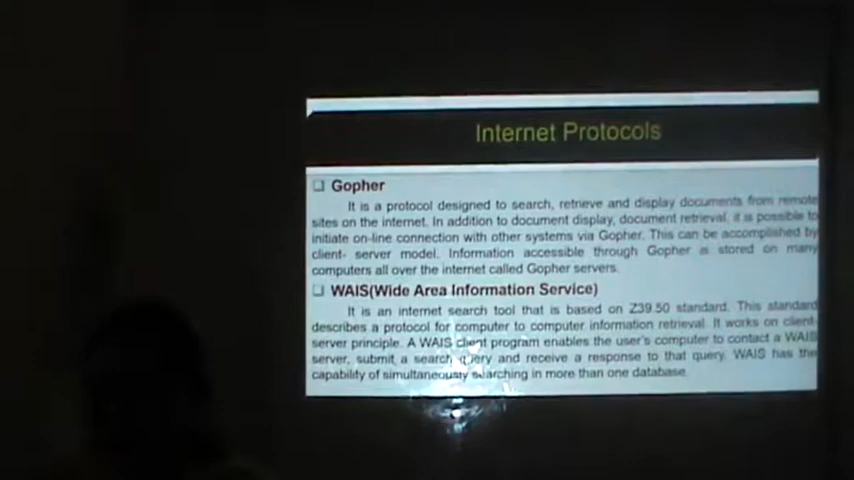 Internet Protocols
❑ Gopher
It is a protocol designed to search, retrieve and display documents from remote
sites on the internet. In addition to document display, document retrieval, it is possible to
initiate on-line connection with other systems via Gopher. This can be accomplished by
client- server model. Information accessible through Gopher is stored on many
computers all over the internet called Gopher servers.
❑ WAIS(Wide Area Information Service)
It is an internet search tool that is based on Z39.50 standard. This standard
describes a protocol for computer to computer information retrieval. It works on client-
server principle. A WAIS client program enables the user's computer to contact a WAIS
server, submit a search query and receive a response to that query. WAIS has the
capability of simultaneously searching in more than one database.